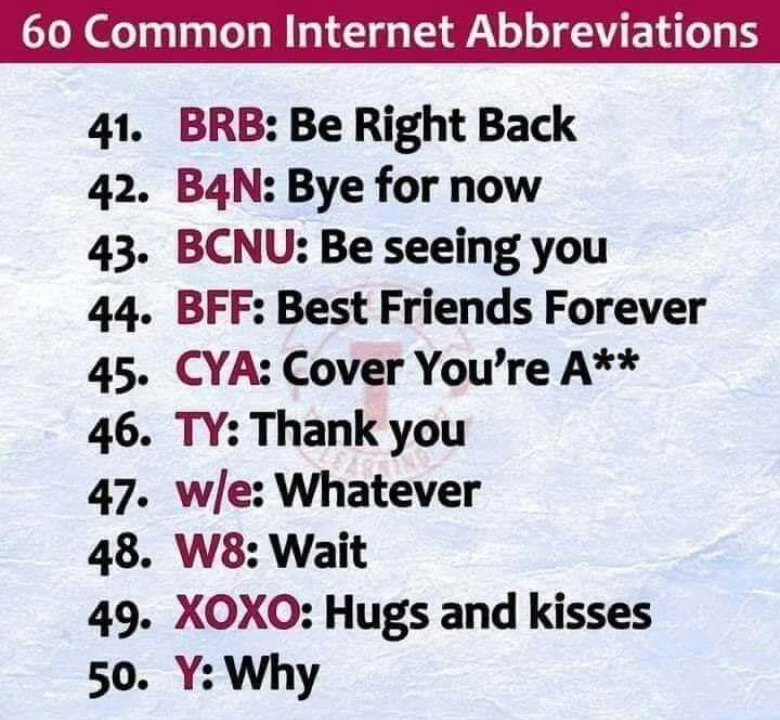 60 Common Internet Abbreviations
41. BRB: Be Right Back
42. B4N: Bye for now
43. BCNU: Be seeing you
44. BFF: Best Friends Forever
45. CYA: Cover You’re A**
46. TY: Thank you
47. w/e: Whatever
48. W8: Wait
49. XOXO: Hugs and kisses
50. Y: Why